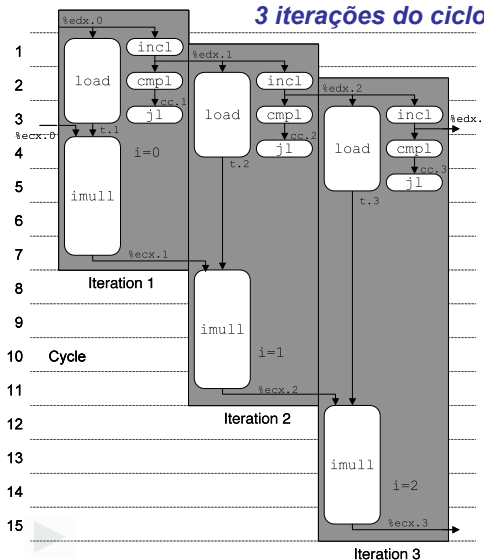 3 iterações do ciclo
%edx.0
1
load
incl
%edx.1
2
cmpl
load
incl
%edx.2
cc.1
3
jl
cmpl
load
incl
%ecx.0
t.1
%edx.
cc.2
4
imull
i=0
jl
cmpl
t.2
cc.3
5
jl
t.3
6
7
%ecx.1
8
Iteration 1
imull
9
10
Cycle
i=1
11
%ecx.2
12
Iteration 2
imull
13
14
i=2
15
%ecx.3
Iteration 3